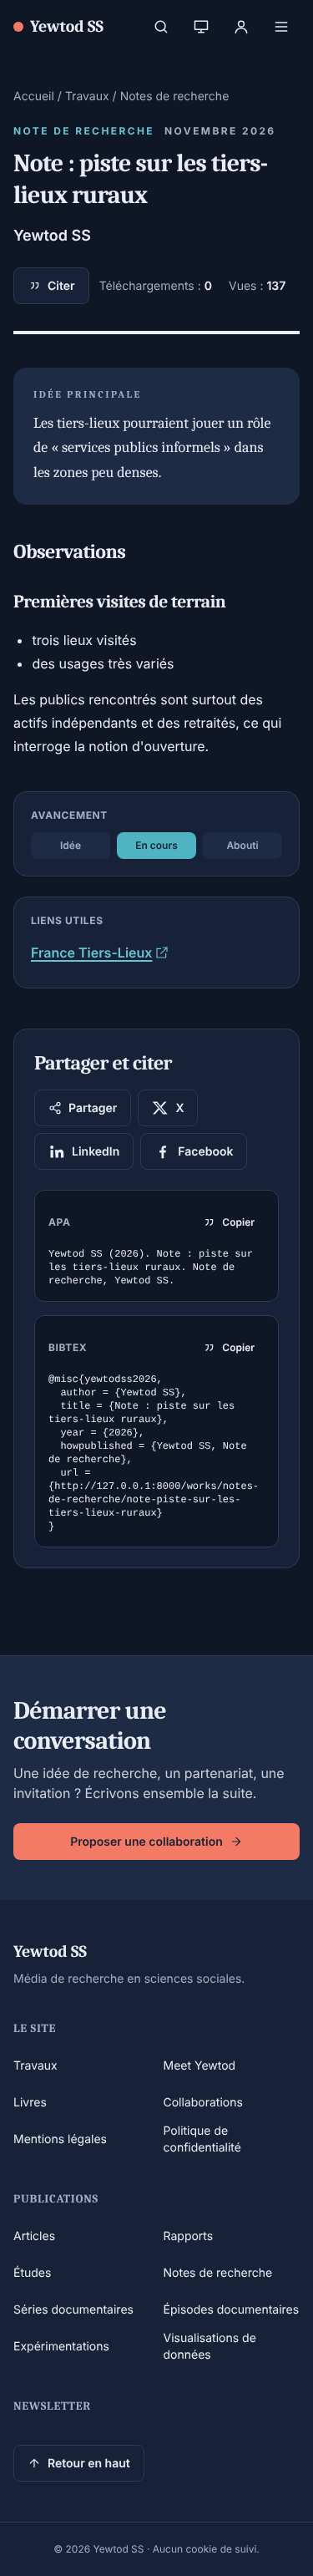 Yewtod SS
Accueil / Travaux / Notes de recherche
NOTE DE RECHERCHE NOVEMBRE 2026
Note : piste sur les tiers-
lieux ruraux
Yewtod SS
Citer Téléchargements : 0 Vues : 137
IDÉE PRINCIPALE
Les tiers-lieux pourraient jouer un rôle
de « services publics informels » dans
les zones peu denses.
Observations
Premières visites de terrain
• trois lieux visités
• des usages très variés
Les publics rencontrés sont surtout des
actifs indépendants et des retraités, ce qui
interroge la notion d'ouverture.
AVANCEMENT
Idée En cours Abouti
LIENS UTILES
France Tiers-Lieux
Partager et citer
Partager X
LinkedIn Facebook
APA Copier
Yewtod SS (2026). Note : piste sur
les tiers-lieux ruraux. Note de
recherche, Yewtod SS.
BIBTEX Copier
@misc{yewtodss2026,
  author = {Yewtod SS},
  title = {Note : piste sur les
tiers-lieux ruraux},
  year = {2026},
  howpublished = {Yewtod SS, Note
de recherche},
  url =
{http://127.0.0.1:8000/works/notes-
de-recherche/note-piste-sur-les-
tiers-lieux-ruraux}
}
Démarrer une
conversation
Une idée de recherche, un partenariat, une
invitation ? Écrivons ensemble la suite.
Proposer une collaboration
Yewtod SS
Média de recherche en sciences sociales.
LE SITE
Travaux Meet Yewtod
Livres Collaborations
Mentions légales Politique de
confidentialité
PUBLICATIONS
Articles Rapports
Études Notes de recherche
Séries documentaires Épisodes documentaires
Expérimentations Visualisations de
données
NEWSLETTER
Retour en haut
© 2026 Yewtod SS · Aucun cookie de suivi.